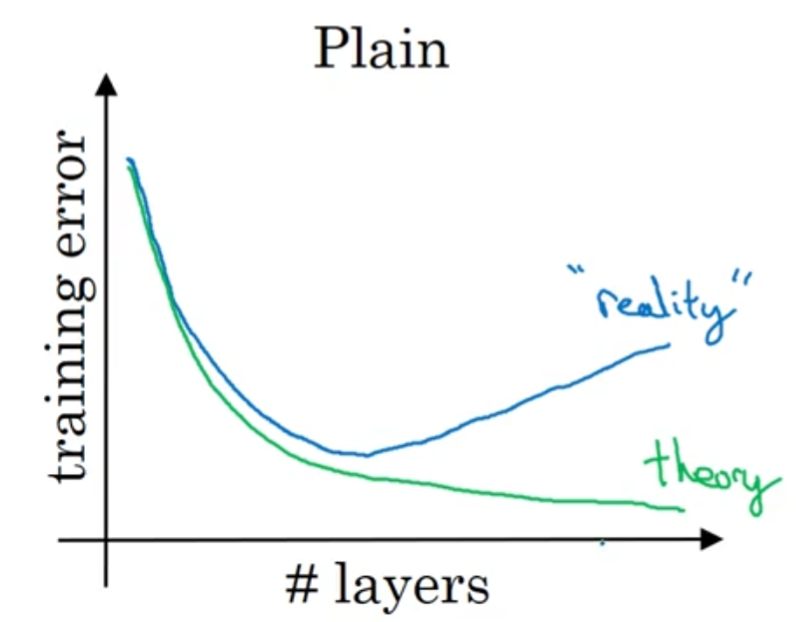 Plain
training error
"reality"
theory
# layers